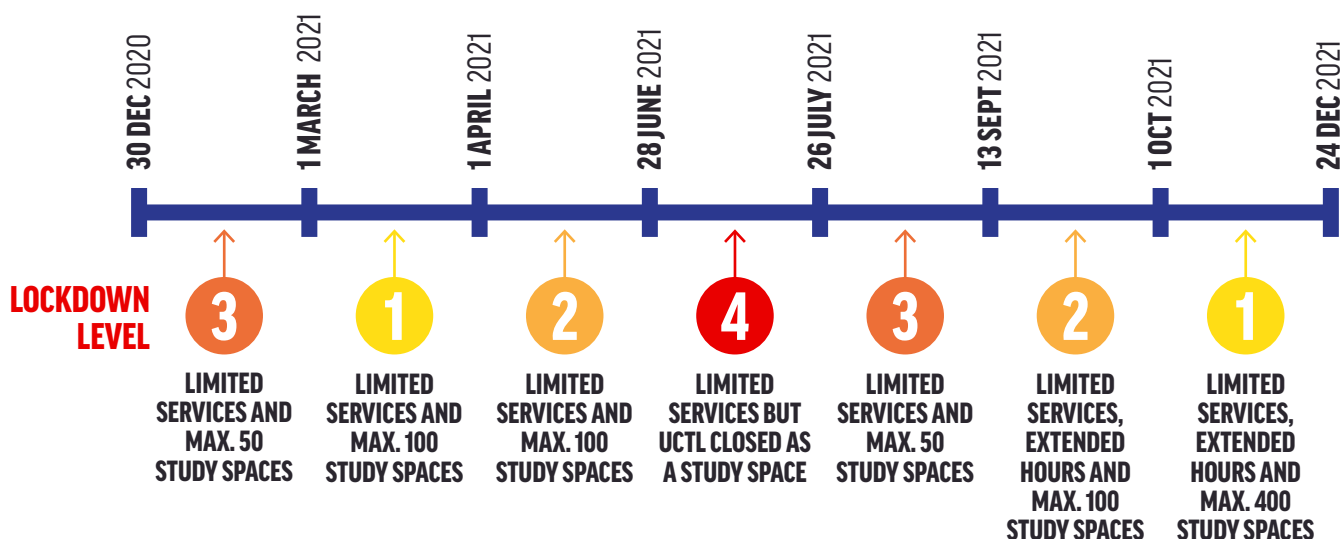 30 DEC 2020
1 MARCH 2021
1 APRIL 2021
28 JUNE 2021
26 JULY 2021
13 SEPT 2021
1 OCT 2021
24 DEC 2021
LOCKDOWN
LEVEL
3
LIMITED
SERVICES AND
MAX. 50
STUDY SPACES
1
LIMITED
SERVICES AND
MAX. 100
STUDY SPACES
2
LIMITED
SERVICES AND
MAX. 100
STUDY SPACES
4
LIMITED
SERVICES BUT
UCTL CLOSED AS
A STUDY SPACE
3
LIMITED
SERVICES AND
MAX. 50
STUDY SPACES
2
LIMITED
SERVICES,
EXTENDED
HOURS AND
MAX. 100
STUDY SPACES
1
LIMITED
SERVICES,
EXTENDED
HOURS AND
MAX. 400
STUDY SPACES